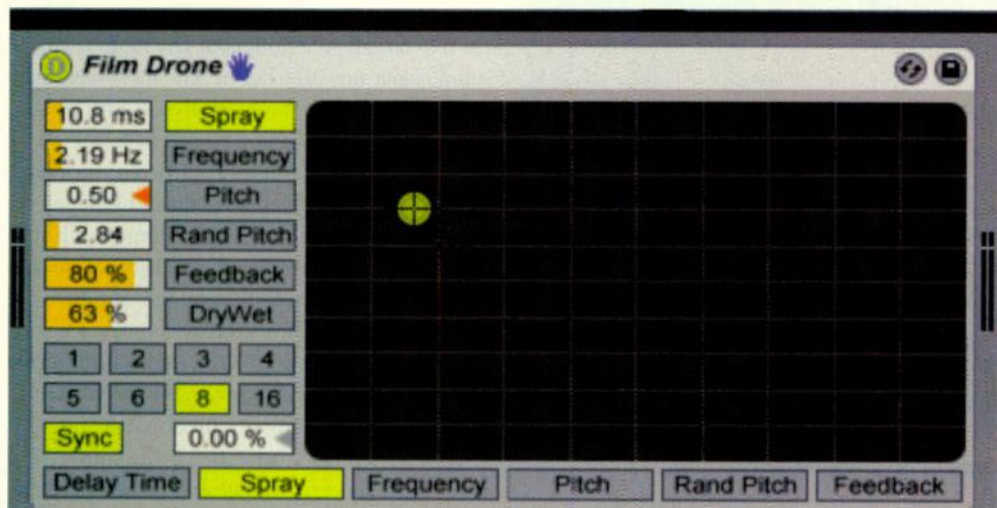 Film Drone
10.8 ms Spray
2.19 Hz Frequency
0.50 Pitch
2.84 Rand Pitch
80 % Feedback
63 % DryWet
1 2 3 4
5 6 8 16
Sync 0.00 %
Delay Time Spray Frequency Pitch Rand Pitch Feedback